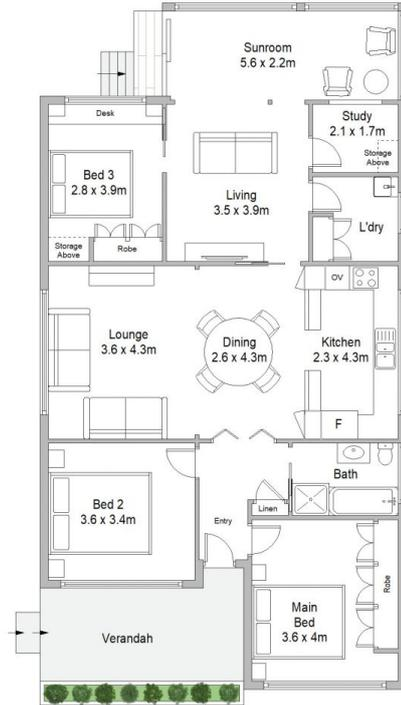 Sunroom
5.6 x 2.2m
Desk
Study
2.1 x 1.7m
Storage
Above
Bed 3
2.8 x 3.9m
Living
3.5 x 3.9m
L'dry
Storage
Above
Robe
OV
Lounge
3.6 x 4.3m
Dining
2.6 x 4.3m
Kitchen
2.3 x 4.3m
F
Bath
Bed 2
3.6 x 3.4m
Linen
Entry
Robe
Main
Bed
3.6 x 4m
Verandah